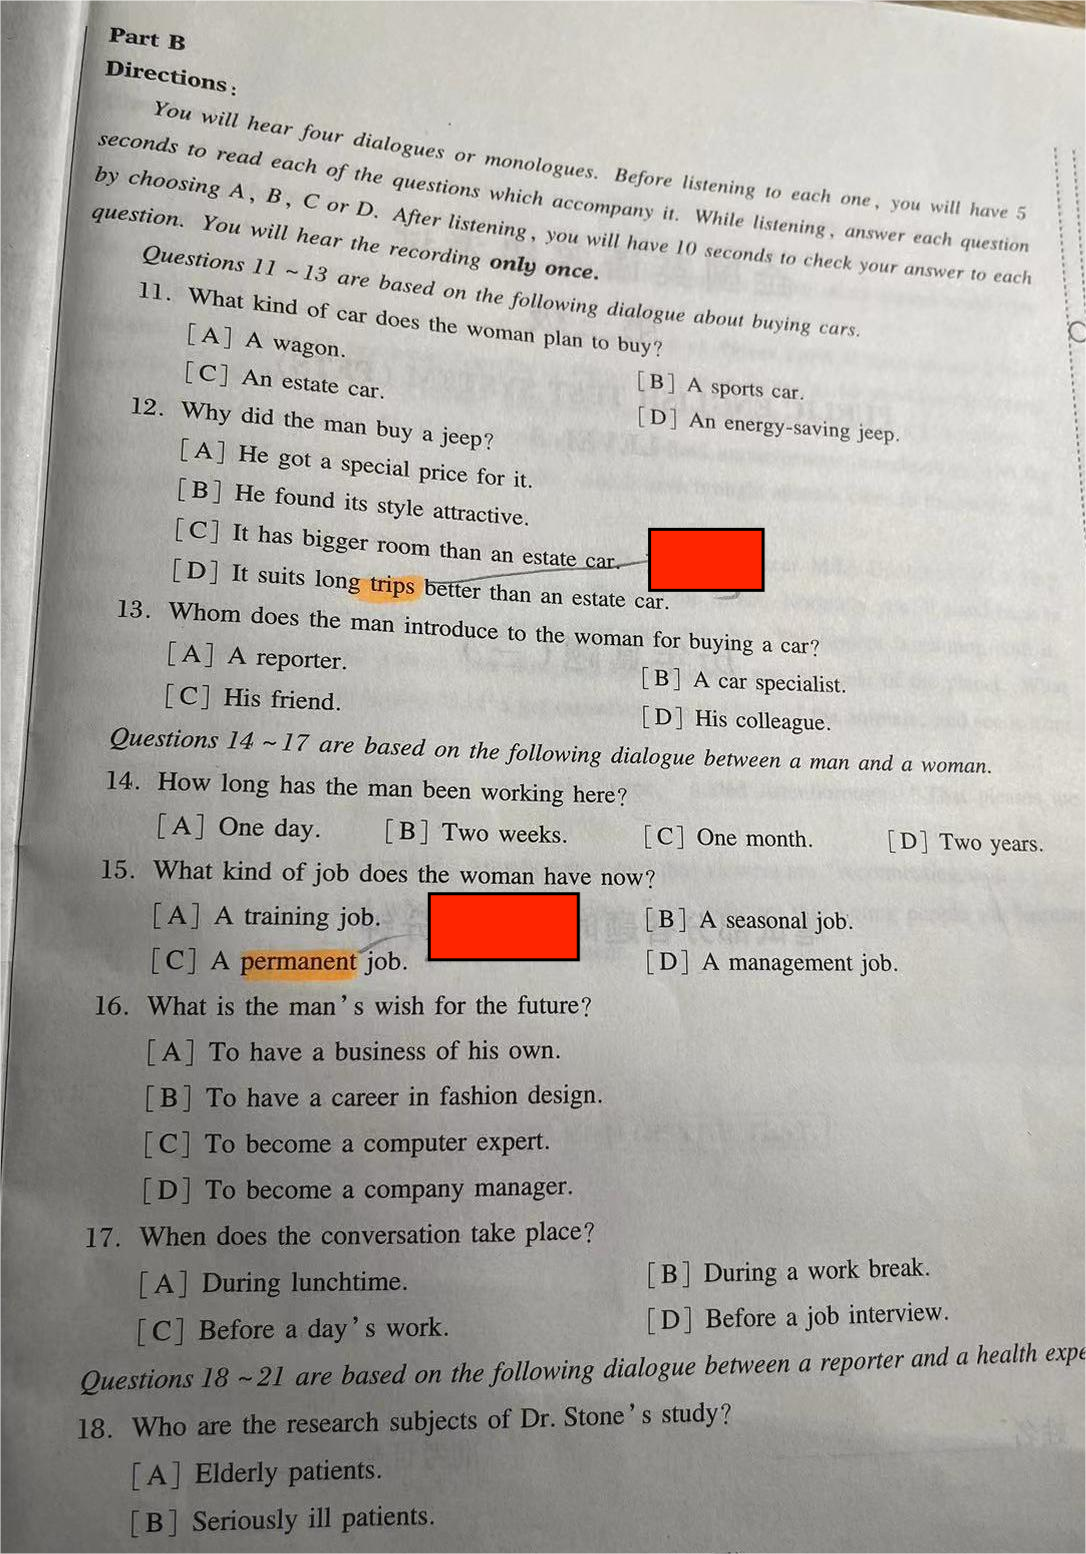 Part B
Directions:
You will hear four dialogues or monologues. Before listening to each one, you will have 5
seconds to read each of the questions which accompany it. While listening, answer each question
by choosing A, B, C or D. After listening, you will have 10 seconds to check your answer to each
question. You will hear the recording only once.
Questions 11 ~ 13 are based on the following dialogue about buying cars.
11. What kind of car does the woman plan to buy?
[A] A wagon.
[B] A sports car.
[C] An estate car.
[D] An energy-saving jeep.
12. Why did the man buy a jeep?
[A] He got a special price for it.
[B] He found its style attractive.
[C] It has bigger room than an estate car.
[D] It suits long trips better than an estate car.
13. Whom does the man introduce to the woman for buying a car?
[A] A reporter.
[B] A car specialist.
[C] His friend.
[D] His colleague.
Questions 14 ~ 17 are based on the following dialogue between a man and a woman.
14. How long has the man been working here?
[A] One day. [B] Two weeks. [C] One month. [D] Two years.
15. What kind of job does the woman have now?
[A] A training job. [B] A seasonal job.
[C] A permanent job. [D] A management job.
16. What is the man's wish for the future?
[A] To have a business of his own.
[B] To have a career in fashion design.
[C] To become a computer expert.
[D] To become a company manager.
17. When does the conversation take place?
[A] During lunchtime. [B] During a work break.
[C] Before a day's work. [D] Before a job interview.
Questions 18 ~ 21 are based on the following dialogue between a reporter and a health expe
18. Who are the research subjects of Dr. Stone's study?
[A] Elderly patients.
[B] Seriously ill patients.